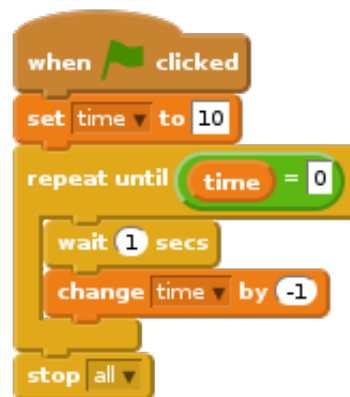 when clicked
set time to 10
repeat until time = 0
wait 1 secs
change time by -1
stop all